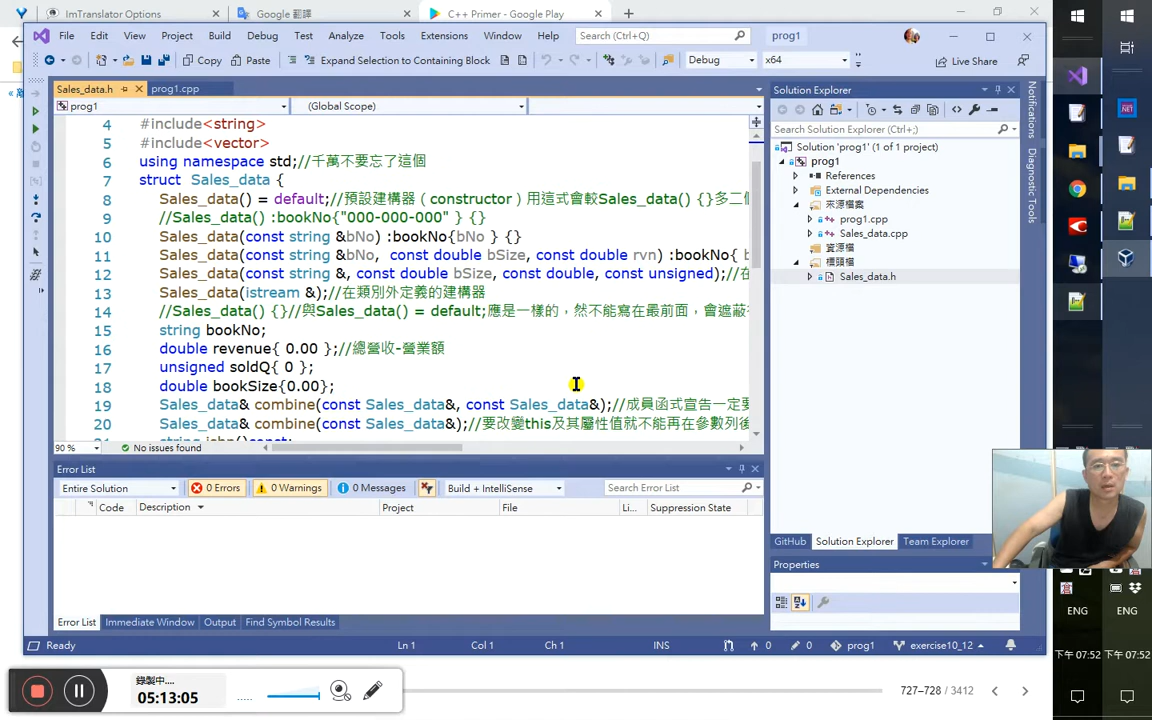 ImTranslator Options
Google 翻譯
C++ Primer - Google Play
File Edit View Project Build Debug Test Analyze Tools Extensions Window Help Search (Ctrl+Q) prog1
Copy Paste Expand Selection to Containing Block Debug x64 Live Share
Sales_data.h prog1.cpp
prog1 (Global Scope)
4 #include<string>
5 #include<vector>
6 using namespace std;//千萬不要忘了這個
7 struct Sales_data {
8 Sales_data() = default;//預設建構器（constructor）用這式會較Sales_data() {}多二個
9 //Sales_data() :bookNo{"000-000-000" } {}
10 Sales_data(const string &bNo) :bookNo{bNo } {}
11 Sales_data(const string &bNo, const double bSize, const double rvn) :bookNo{ b
12 Sales_data(const string &, const double bSize, const double, const unsigned);//在
13 Sales_data(istream &);//在類別外定義的建構器
14 //Sales_data() {}//與Sales_data() = default;應是一樣的，然不能寫在最前面，會遮蔽
15 string bookNo;
16 double revenue{ 0.00 };//總營收-營業額
17 unsigned soldQ{ 0 };
18 double bookSize{0.00};
19 Sales_data& combine(const Sales_data&, const Sales_data&);//成員函式宣告一定要
20 Sales_data& combine(const Sales_data&);//要改變this及其屬性值就不能再在參數列後
90 % No issues found
Error List
Entire Solution 0 Errors 0 Warnings 0 Messages Build + IntelliSense Search Error List
Code Description Project File Li... Suppression State
Error List Immediate Window Output Find Symbol Results
Ready Ln 1 Col 1 Ch 1 INS 0 0 prog1 exercise10_12
Solution Explorer
Search Solution Explorer (Ctrl+;)
Solution 'prog1' (1 of 1 project)
prog1
References
External Dependencies
來源檔案
prog1.cpp
Sales_data.cpp
資源檔
標頭檔
Sales_data.h
GitHub Solution Explorer Team Explorer
Properties
Notifications
Diagnostic Tools
.NET
ENG ENG
下午 07:52 下午 07:52
錄製中...
05:13:05
727–728 / 3412